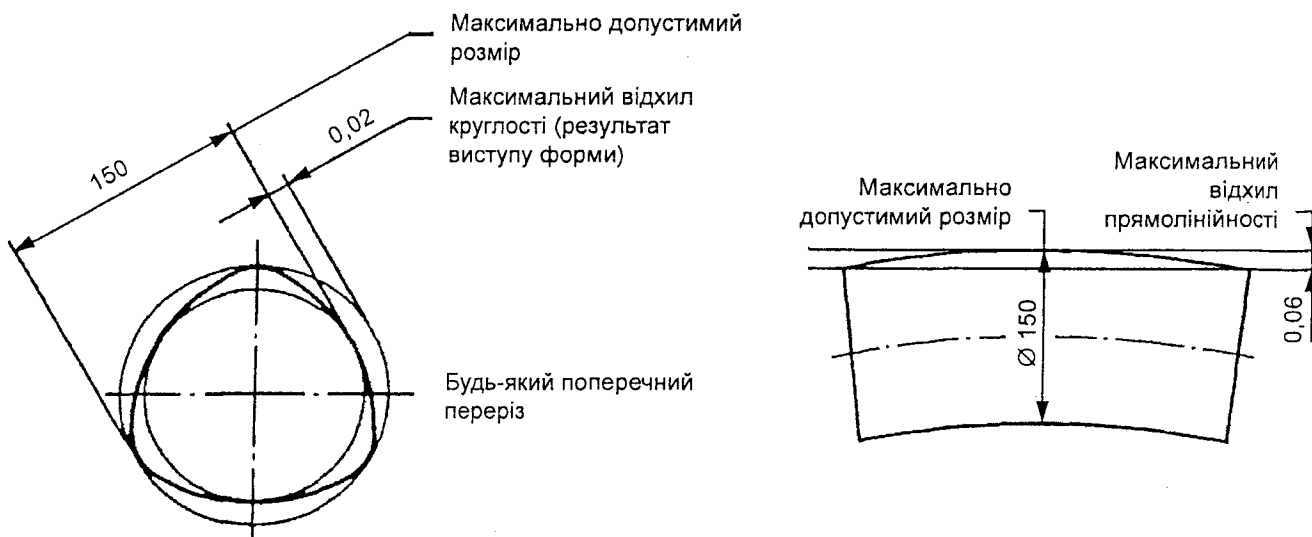 Максимально допустимий
розмір
Максимальний відхил
круглості (результат
виступу форми)
0,02
150
Будь-який поперечний
переріз
Максимально
допустимий розмір
Максимальний
відхил
прямолінійності
Ø 150
0,06